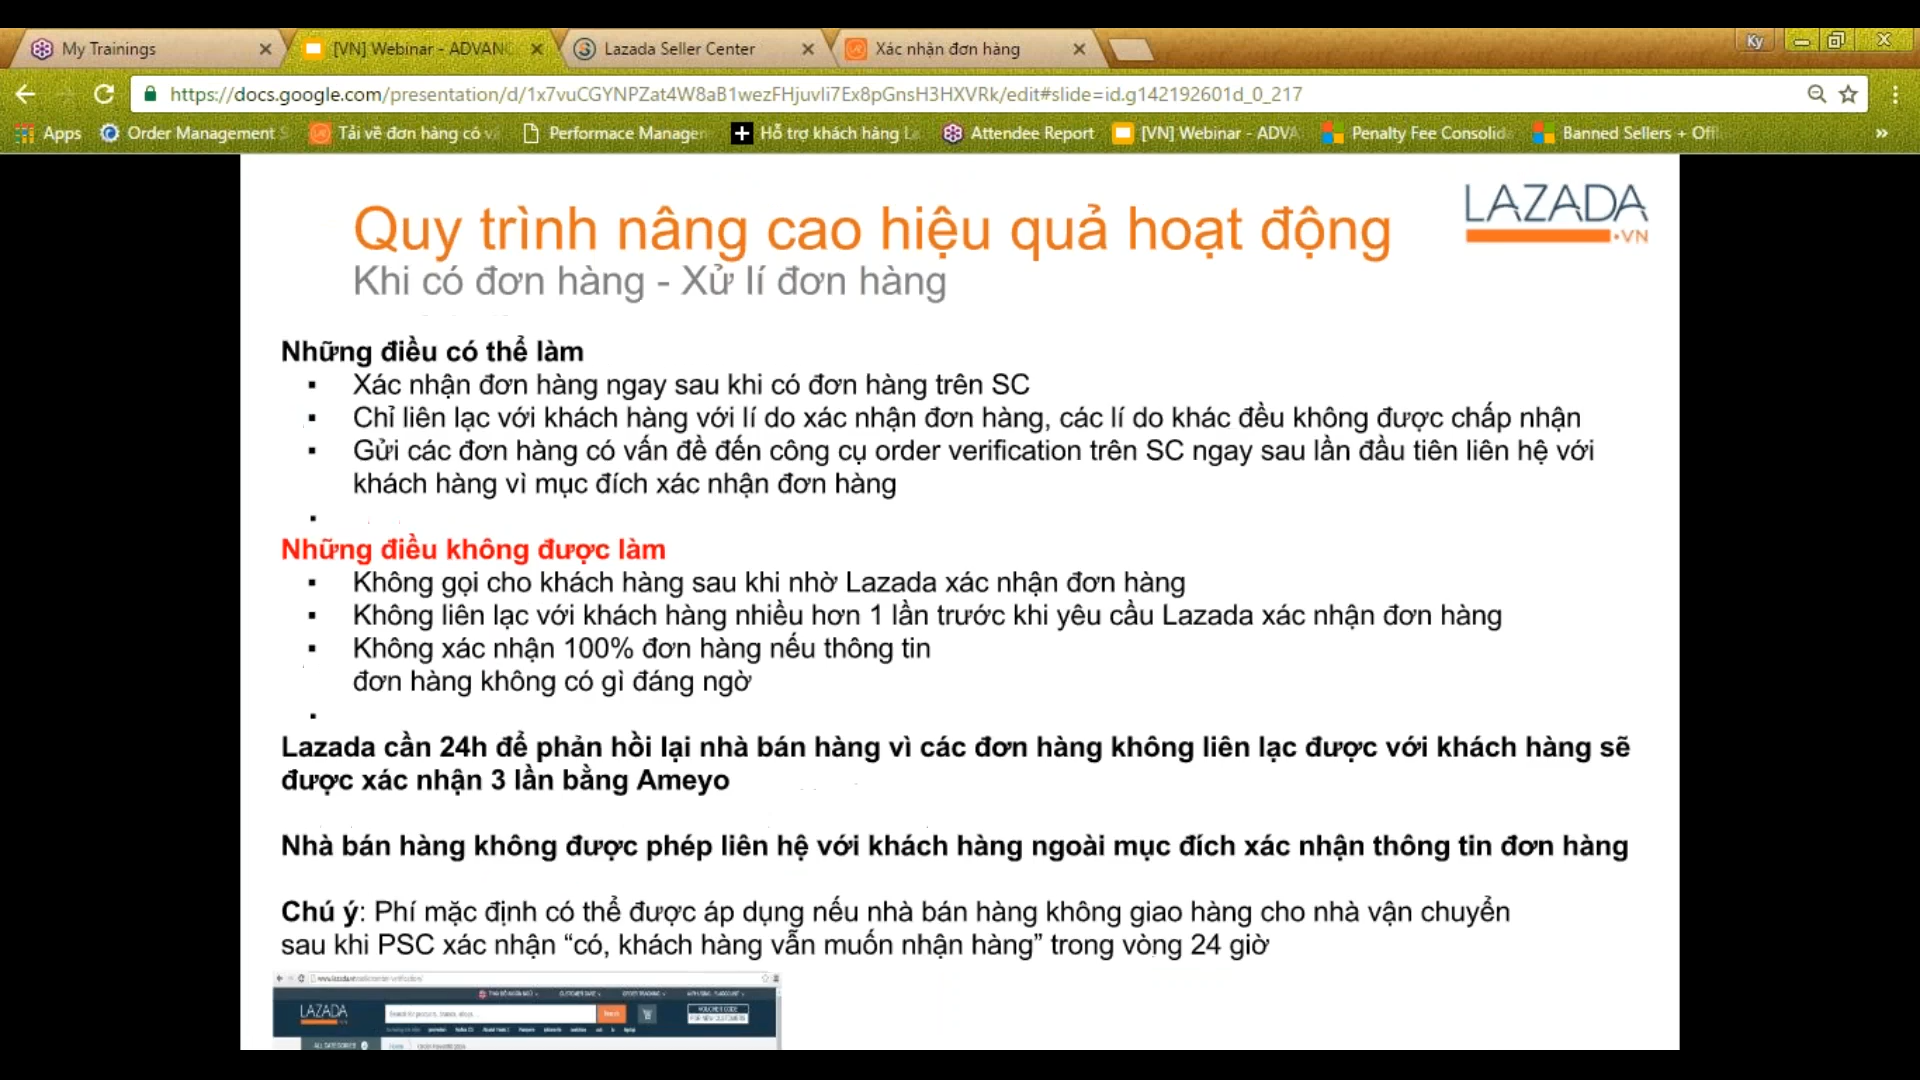 My Trainings
[VN] Webinar - ADVANC
Lazada Seller Center
Xác nhận đơn hàng
Ky
https://docs.google.com/presentation/d/1x7vuCGYNPZat4W8aB1wezFHjuvli7Ex8pGnsH3HXVRk/edit#slide=id.g142192601d_0_217
Apps
Order Management S
Tải về đơn hàng có v
Performace Manage
Hỗ trợ khách hàng La
Attendee Report
[VN] Webinar - ADVA
Penalty Fee Consolid
Banned Sellers + Offl
»
LAZADA
.VN
Quy trình nâng cao hiệu quả hoạt động
Khi có đơn hàng - Xử lí đơn hàng
Những điều có thể làm
▪ Xác nhận đơn hàng ngay sau khi có đơn hàng trên SC
▪ Chỉ liên lạc với khách hàng với lí do xác nhận đơn hàng, các lí do khác đều không được chấp nhận
▪ Gửi các đơn hàng có vấn đề đến công cụ order verification trên SC ngay sau lần đầu tiên liên hệ với
khách hàng vì mục đích xác nhận đơn hàng
Những điều không được làm
▪ Không gọi cho khách hàng sau khi nhờ Lazada xác nhận đơn hàng
▪ Không liên lạc với khách hàng nhiều hơn 1 lần trước khi yêu cầu Lazada xác nhận đơn hàng
▪ Không xác nhận 100% đơn hàng nếu thông tin
đơn hàng không có gì đáng ngờ
Lazada cần 24h để phản hồi lại nhà bán hàng vì các đơn hàng không liên lạc được với khách hàng sẽ
được xác nhận 3 lần bằng Ameyo
Nhà bán hàng không được phép liên hệ với khách hàng ngoài mục đích xác nhận thông tin đơn hàng
Chú ý: Phí mặc định có thể được áp dụng nếu nhà bán hàng không giao hàng cho nhà vận chuyển
sau khi PSC xác nhận “có, khách hàng vẫn muốn nhận hàng” trong vòng 24 giờ
LAZADA
VOUCHER CODE
FOR NEW CUSTOMERS
ALL CATEGORIES
Home